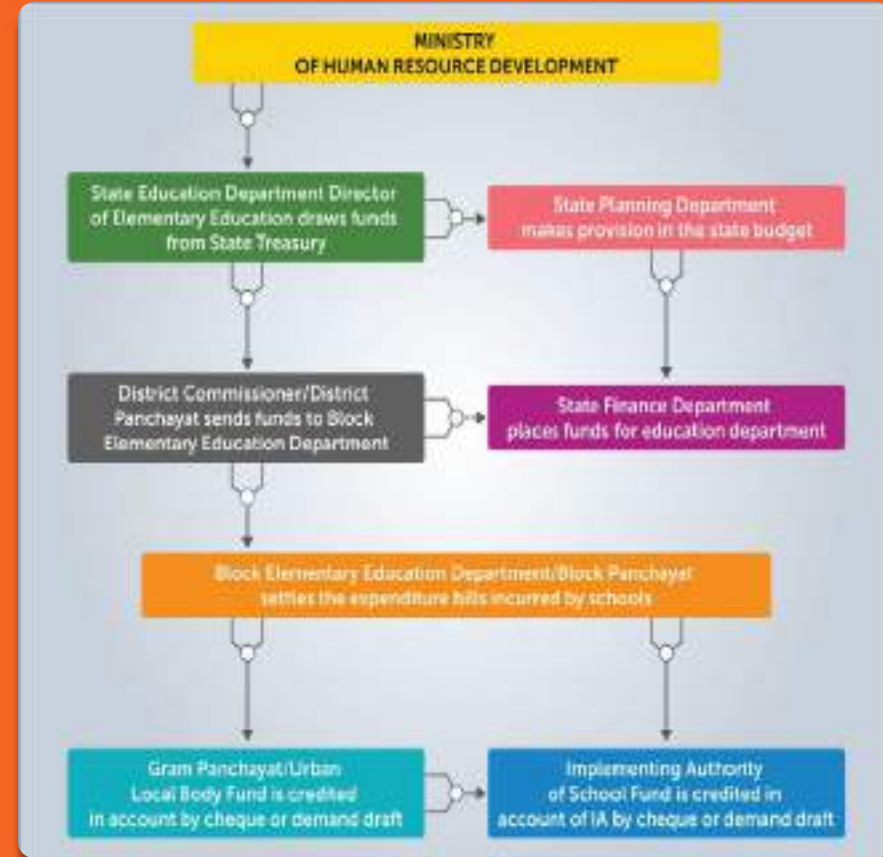 MINISTRY
OF HUMAN RESOURCE DEVELOPMENT
State Education Department Director
of Elementary Education draws funds
from State Treasury
State Planning Department
makes provision in the state budget
District Commissioner/District
Panchayat sends funds to Block
Elementary Education Department
State Finance Department
places funds for education department
Block Elementary Education Department/Block Panchayat
settles the expenditure bills incurred by schools
Gram Panchayat/Urban
Local Body Fund is credited
in account by cheque or demand draft
Implementing Authority
of School Fund is credited in
account of IA by cheque or demand draft